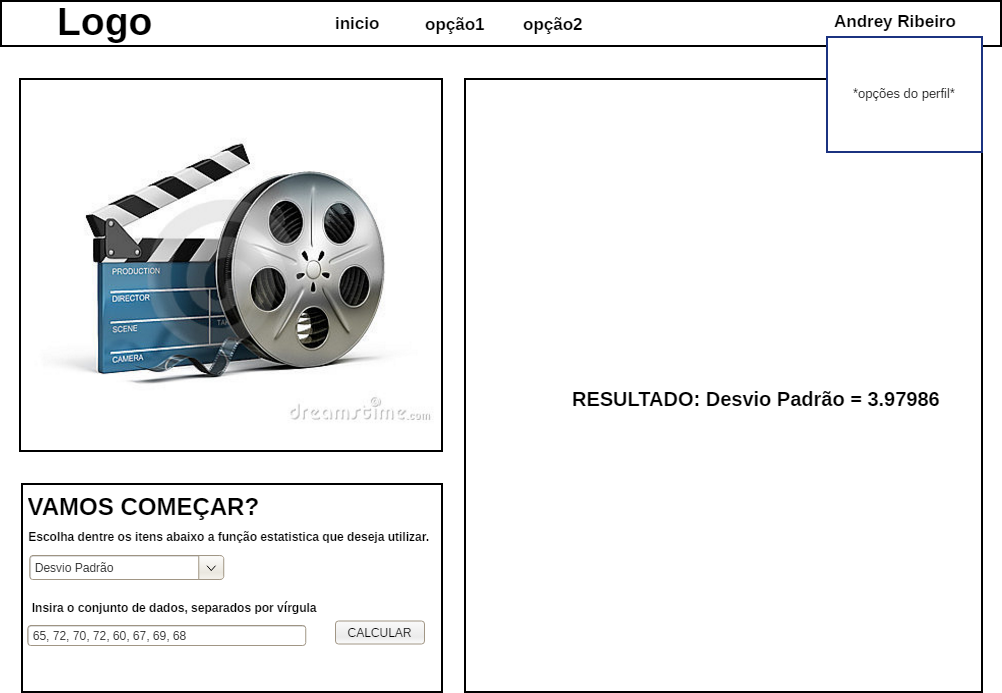 Logo
inicio
opção1
opção2
Andrey Ribeiro
*opções do perfil*
PRODUCTION
DIRECTOR
SCENE
CAMERA
dreamstime.com
RESULTADO: Desvio Padrão = 3.97986
VAMOS COMEÇAR?
Escolha dentre os itens abaixo a função estatistica que deseja utilizar.
Desvio Padrão
Insira o conjunto de dados, separados por vírgula
65, 72, 70, 72, 60, 67, 69, 68
CALCULAR